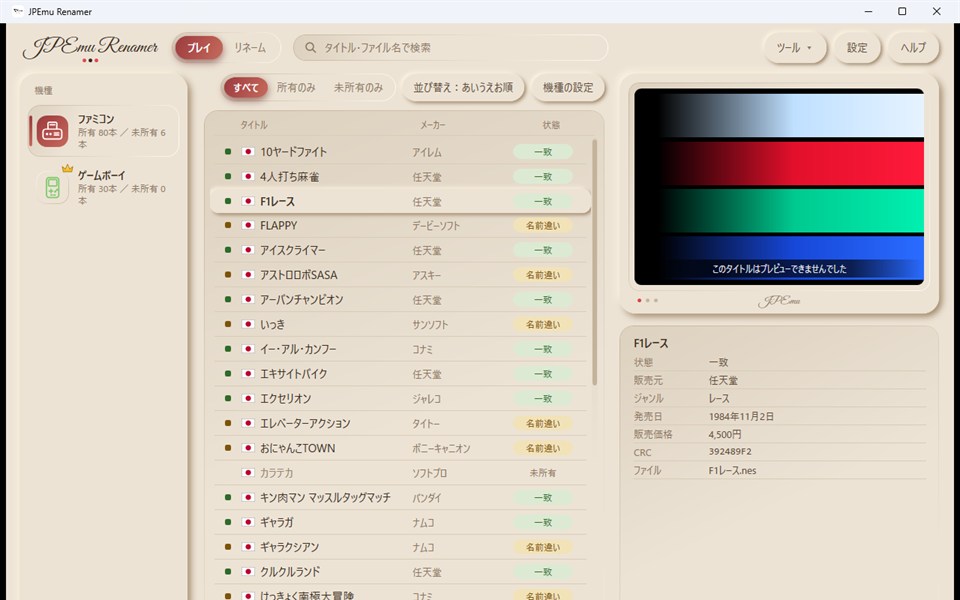 JPEmu Renamer
JPEmu Renamer
プレイ
リネーム
タイトル・ファイル名で検索
ツール
設定
ヘルプ
機種
ファミコン
所有 80本 ／ 未所有 6
本
ゲームボーイ
所有 30本 ／ 未所有 0
本
すべて
所有のみ
未所有のみ
並び替え：あいうえお順
機種の設定
タイトル メーカー 状態
10ヤードファイト アイレム 一致
4人打ち麻雀 任天堂 一致
F1レース 任天堂 一致
FLAPPY デービーソフト 名前違い
アイスクライマー 任天堂 一致
アストロロボSASA アスキー 名前違い
アーバンチャンピオン 任天堂 一致
いっき サンソフト 名前違い
イー・アル・カンフー コナミ 一致
エキサイトバイク 任天堂 一致
エクセリオン ジャレコ 一致
エレベーターアクション タイトー 名前違い
おにゃんこTOWN ポニーキャニオン 名前違い
カラテカ ソフトプロ 未所有
キン肉マン マッスルタッグマッチ バンダイ 一致
ギャラガ ナムコ 一致
ギャラクシアン ナムコ 名前違い
クルクルランド 任天堂 一致
けっきょく南極大冒険 コナミ 名前違い
このタイトルはプレビューできませんでした
JPEmu
F1レース
状態 一致
販売元 任天堂
ジャンル レース
発売日 1984年11月2日
販売価格 4,500円
CRC 392489F2
ファイル F1レース.nes